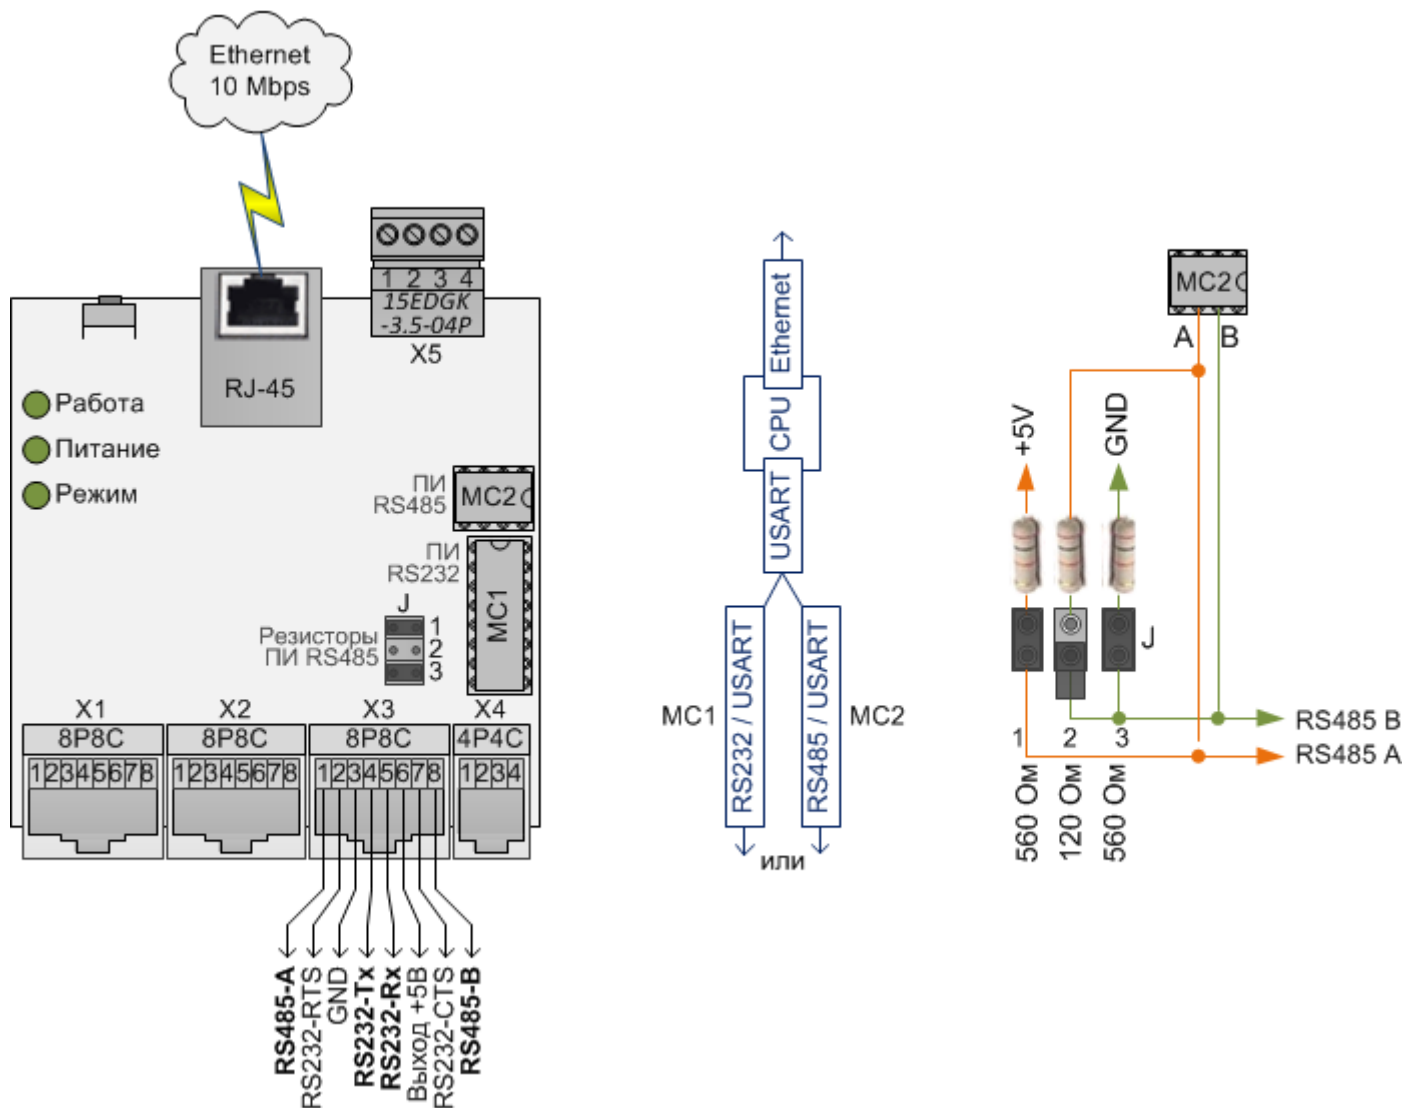 Ethernet
10 Mbps
1 2 3 4
15EDGK
-3.5-04P
X5
RJ-45
Работа
Питание
Режим
ПИ
RS485
MC2
ПИ
RS232
MC1
J
1
2
3
Резисторы
ПИ RS485
X1
X2
X3
X4
8P8C
8P8C
8P8C
4P4C
12345678
12345678
12345678
1234
RS485-A
RS232-RTS
GND
RS232-Tx
RS232-Rx
Выход +5В
RS232-CTS
RS485-B
Ethernet
CPU
USART
RS232 / USART
RS485 / USART
MC1
MC2
или
MC2
A
B
+5V
GND
J
1
2
3
RS485 B
RS485 A
560 Ом
120 Ом
560 Ом